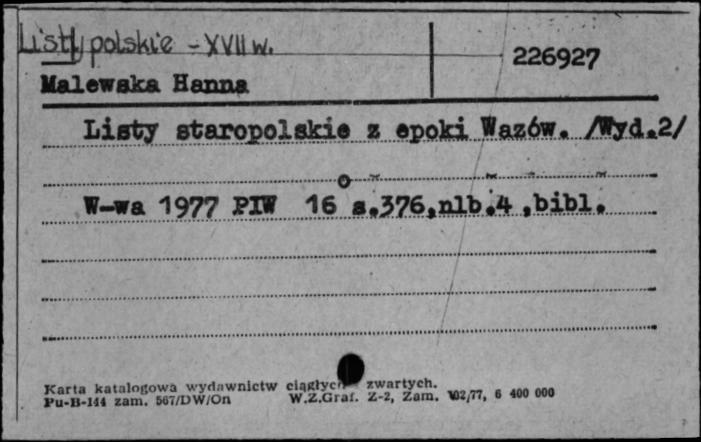 Listy polskie - XVII w.
226927
Malewska Hanna
Listy staropolskie z epoki Wazów. /Wyd.2/
W-wa 1977 PIW 16 s.376,nlb.4 ,bibl.
Karta katalogowa wydawnictw ciągłych zwartych.
Pu-B-144 zam. 567/DW/On W.Z.Graf. Z-2, Zam. 102/77, 6 400 000